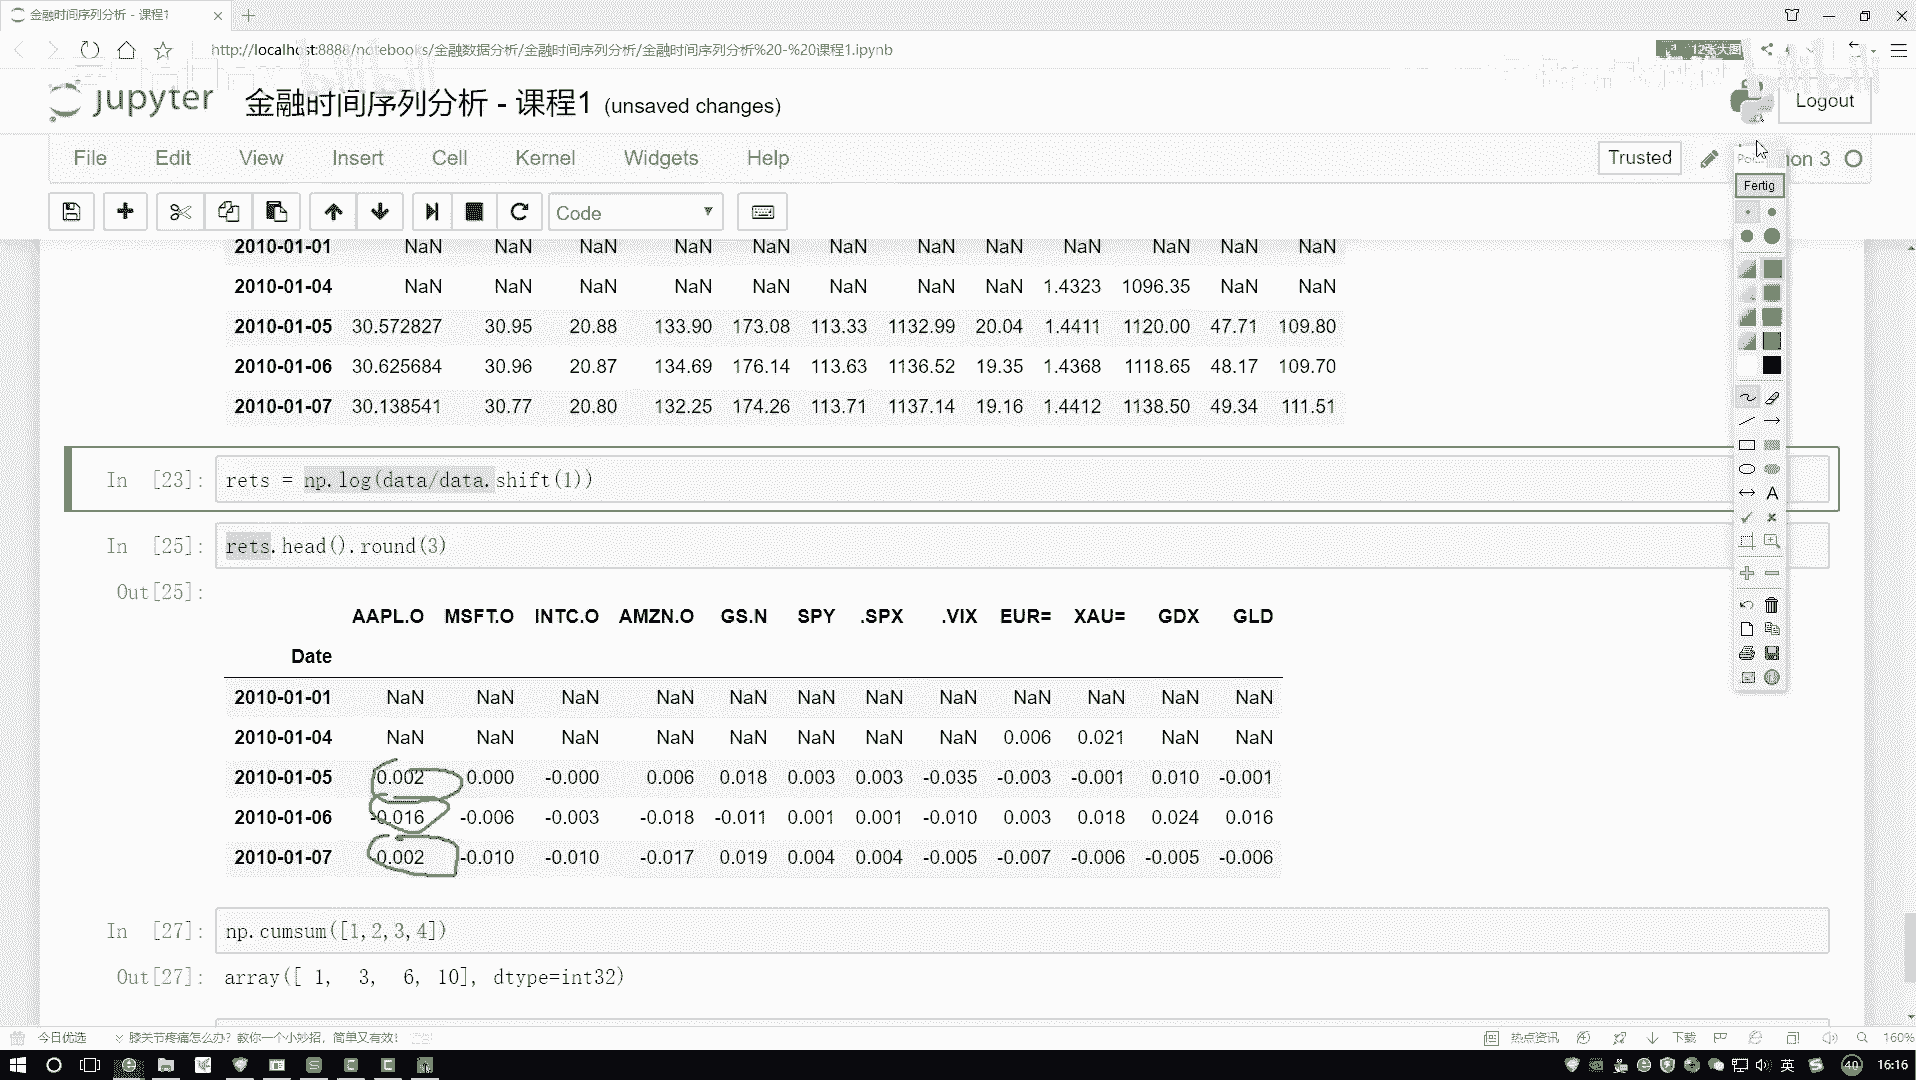 金融时间序列分析 - 课程1
http://localhost:8888/notebooks/金融数据分析/金融时间序列分析/金融时间序列分析%20-%20课程1.ipynb
12张大图
jupyter 金融时间序列分析 - 课程1 (unsaved changes)
Logout
File Edit View Insert Cell Kernel Widgets Help
Trusted
hon 3
Fertig
Code
2010-01-01 NaN NaN NaN NaN NaN NaN NaN NaN NaN NaN NaN NaN
2010-01-04 NaN NaN NaN NaN NaN NaN NaN NaN 1.4323 1096.35 NaN NaN
2010-01-05 30.572827 30.95 20.88 133.90 173.08 113.33 1132.99 20.04 1.4411 1120.00 47.71 109.80
2010-01-06 30.625684 30.96 20.87 134.69 176.14 113.63 1136.52 19.35 1.4368 1118.65 48.17 109.70
2010-01-07 30.138541 30.77 20.80 132.25 174.26 113.71 1137.14 19.16 1.4412 1138.50 49.34 111.51
In [23]: rets = np.log(data/data.shift(1))
In [25]: rets.head().round(3)
Out[25]:
AAPL.O MSFT.O INTC.O AMZN.O GS.N SPY .SPX .VIX EUR= XAU= GDX GLD
Date
2010-01-01 NaN NaN NaN NaN NaN NaN NaN NaN NaN NaN NaN NaN
2010-01-04 NaN NaN NaN NaN NaN NaN NaN NaN 0.006 0.021 NaN NaN
2010-01-05 0.002 0.000 -0.000 0.006 0.018 0.003 0.003 -0.035 -0.003 -0.001 0.010 -0.001
2010-01-06 -0.016 -0.006 -0.003 -0.018 -0.011 0.001 0.001 -0.010 0.003 0.018 0.024 0.016
2010-01-07 0.002 -0.010 -0.010 -0.017 0.019 0.004 0.004 -0.005 -0.007 -0.006 -0.005 -0.006
In [27]: np.cumsum([1,2,3,4])
Out[27]: array([ 1, 3, 6, 10], dtype=int32)
今日优选 膝关节疼痛怎么办？教你一个小妙招，简单又有效！
热点资讯 下载 160%
英 40 16:16